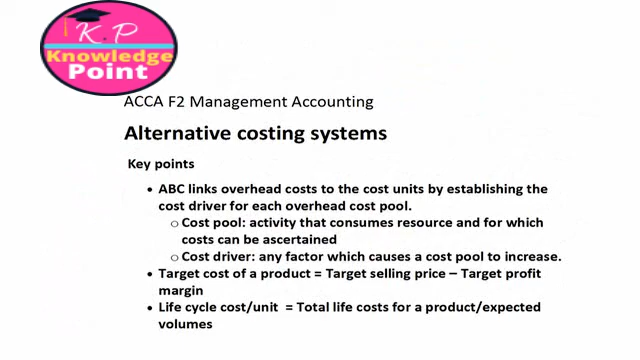 K.P
Knowledge
Point
ACCA F2 Management Accounting
Alternative costing systems
Key points
• ABC links overhead costs to the cost units by establishing the
cost driver for each overhead cost pool.
○ Cost pool: activity that consumes resource and for which
costs can be ascertained
○ Cost driver: any factor which causes a cost pool to increase.
• Target cost of a product = Target selling price – Target profit
margin
• Life cycle cost/unit = Total life costs for a product/expected
volumes